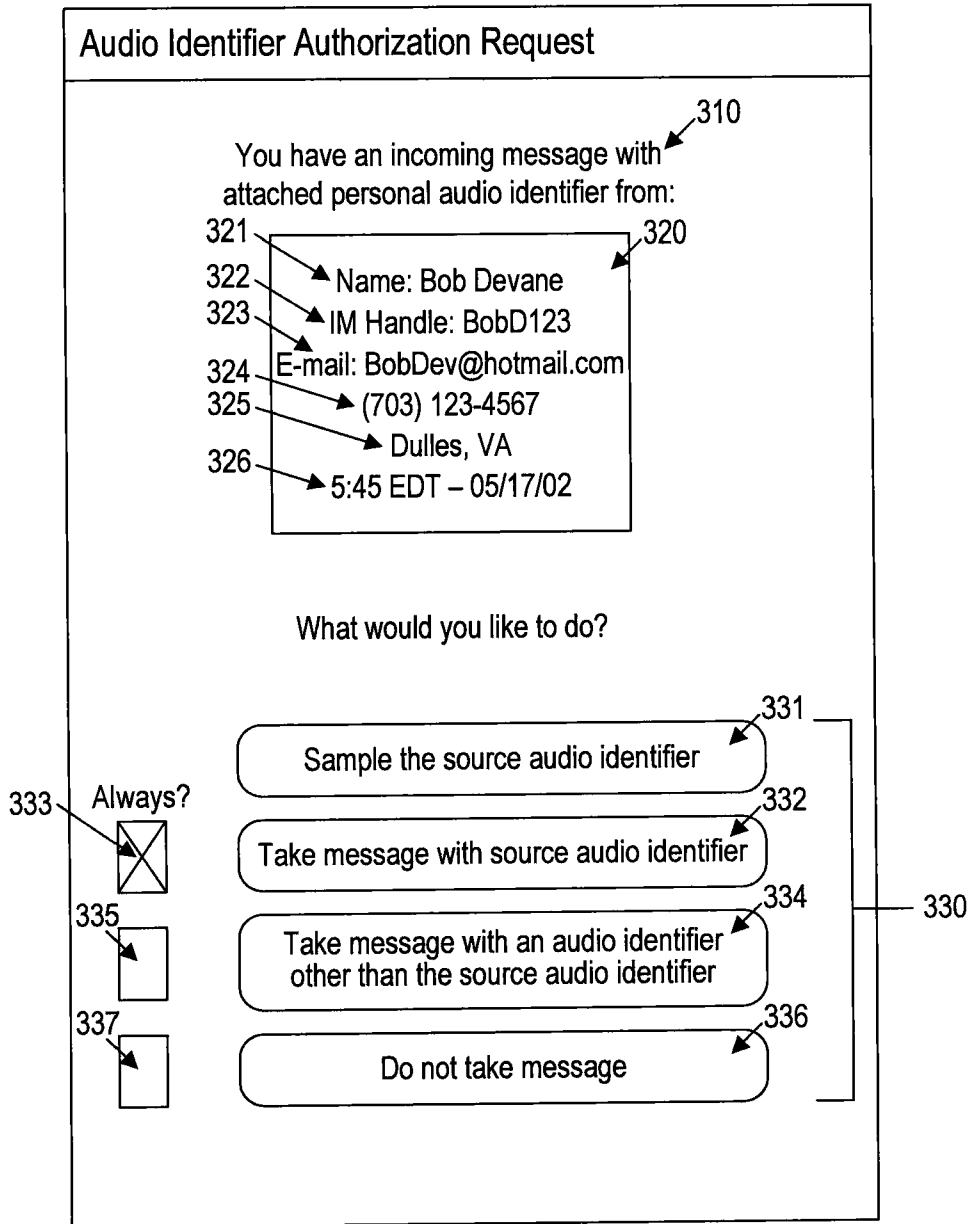 Audio Identifier Authorization Request
310
You have an incoming message with
attached personal audio identifier from:
321
320
Name: Bob Devane
322
IM Handle: BobD123
323
E-mail: BobDev@hotmail.com
324
(703) 123-4567
325
Dulles, VA
326
5:45 EDT – 05/17/02
What would you like to do?
331
Sample the source audio identifier
333
Always?
332
Take message with source audio identifier
335
334
Take message with an audio identifier
other than the source audio identifier
330
337
336
Do not take message